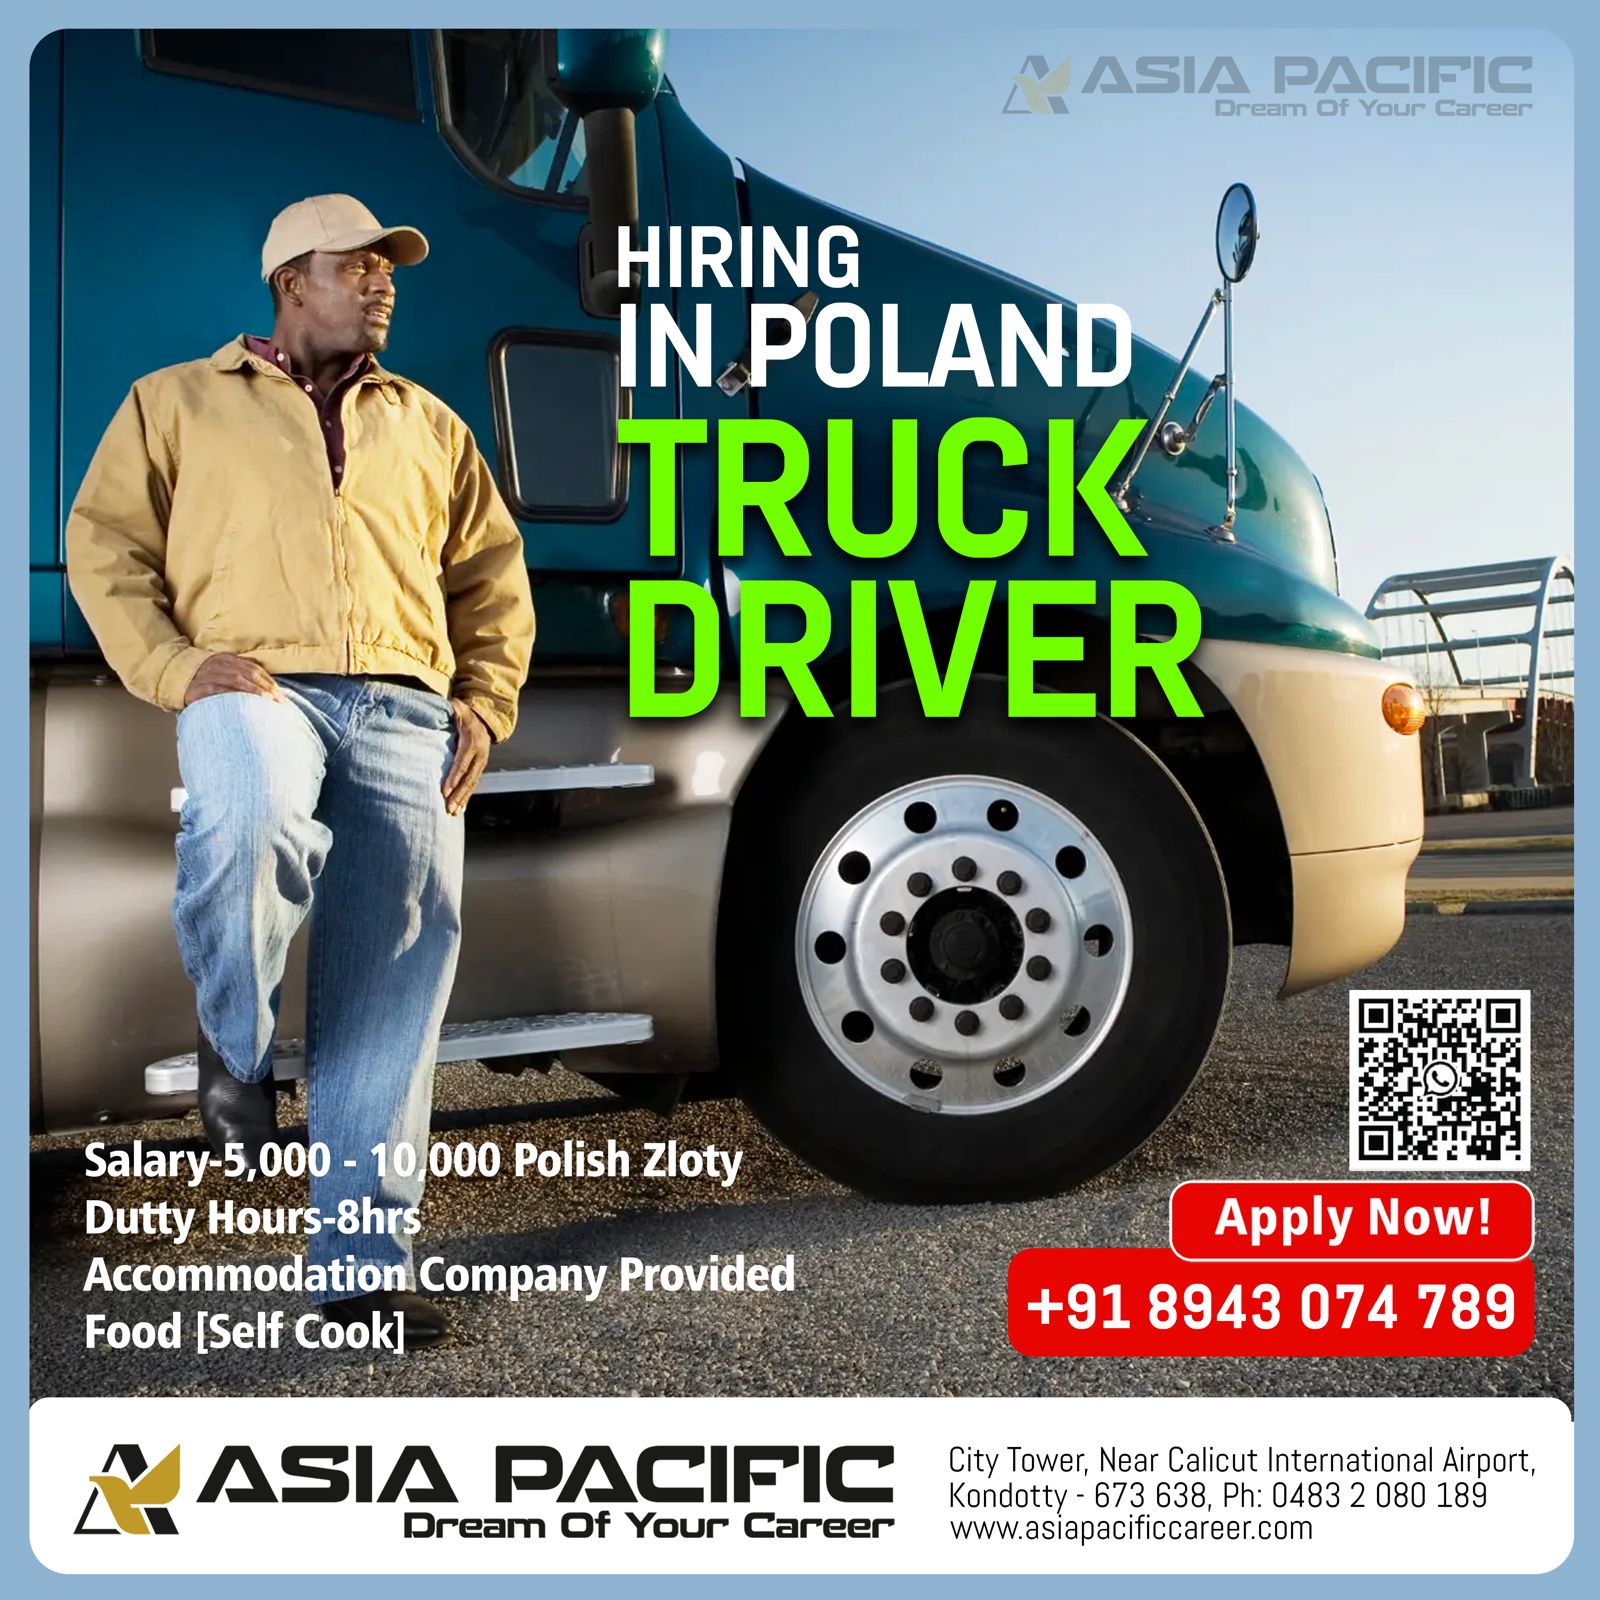 ASIA PACIFIC
Dream Of Your Career
HIRING
IN POLAND
TRUCK
DRIVER
Salary-5,000 - 10,000 Polish Zloty
Dutty Hours-8hrs
Accommodation Company Provided
Food [Self Cook]
Apply Now!
+91 8943 074 789
ASIA PACIFIC
Dream Of Your Career
City Tower, Near Calicut International Airport,
Kondotty - 673 638, Ph: 0483 2 080 189
www.asiapacificcareer.com